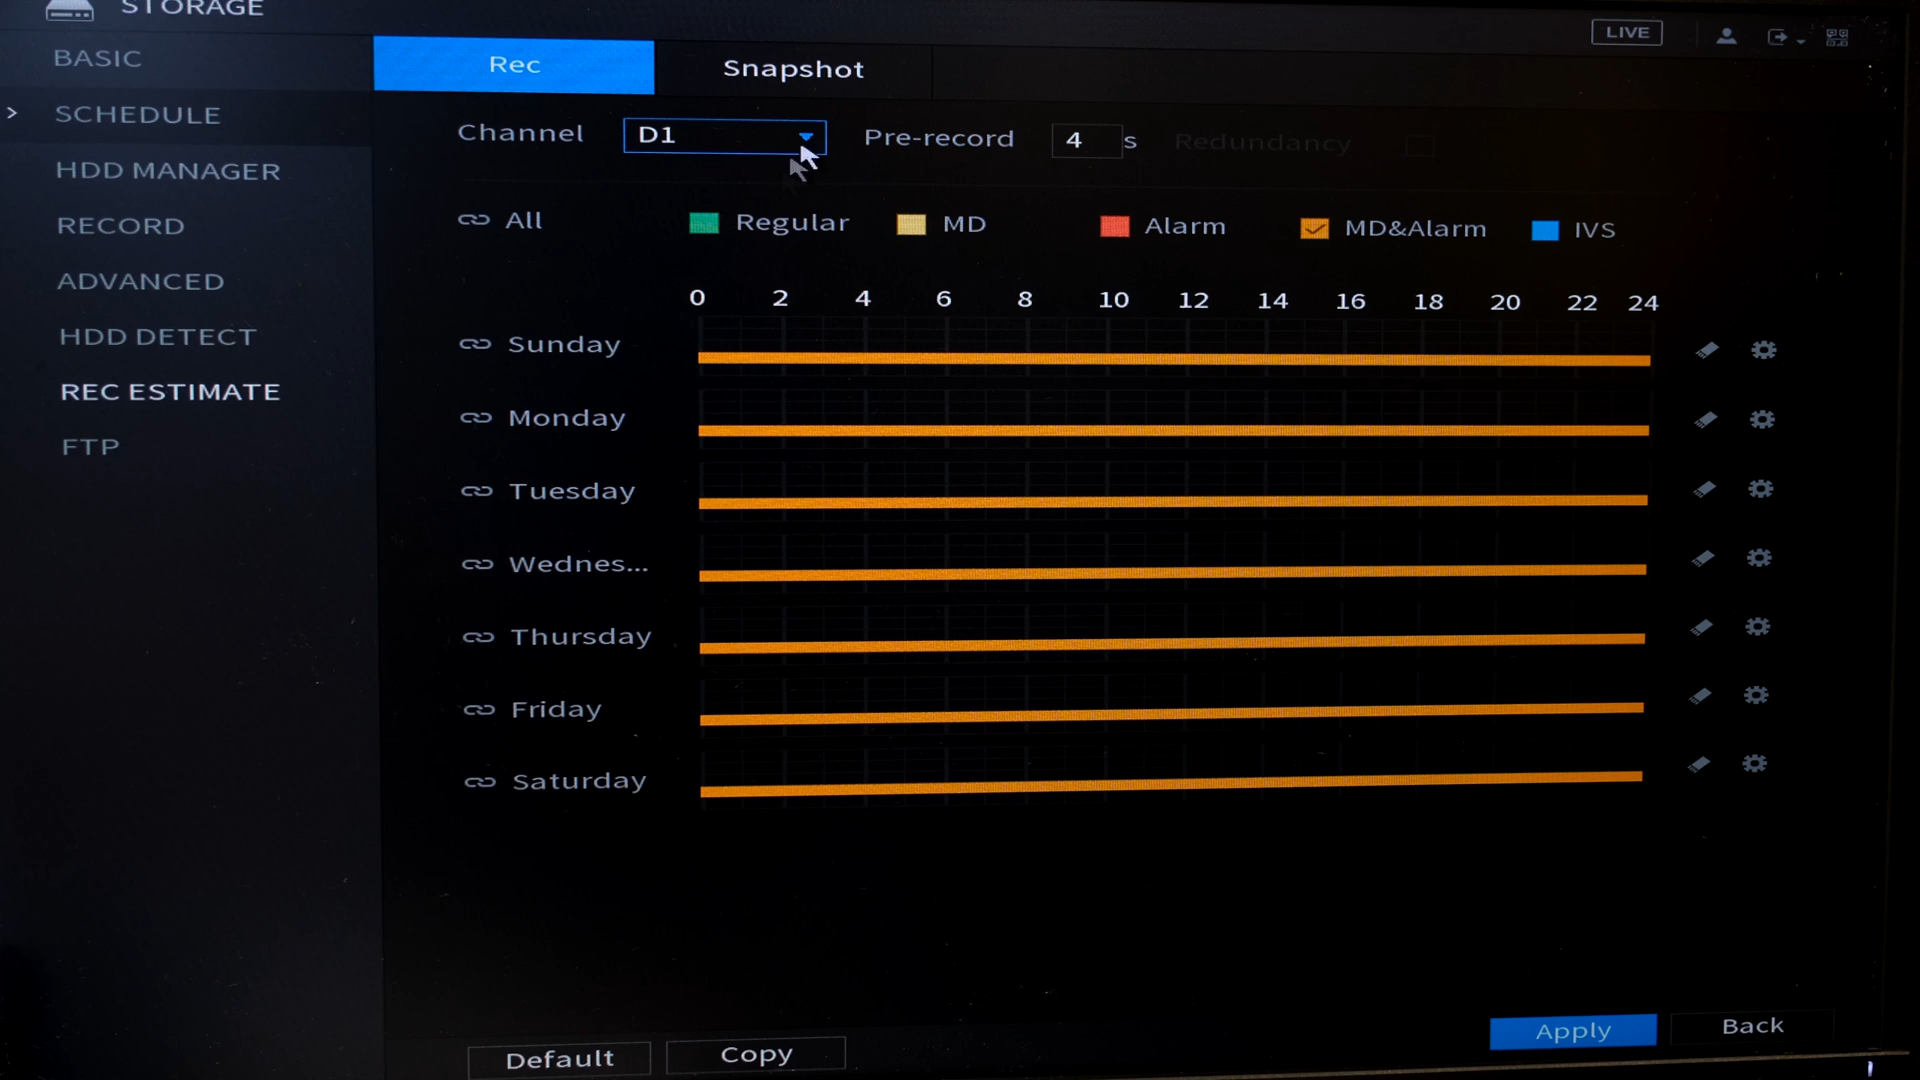 STORAGE
LIVE
BASIC
SCHEDULE
HDD MANAGER
RECORD
ADVANCED
HDD DETECT
REC ESTIMATE
FTP
Rec Snapshot
Channel D1 Pre-record 4 s Redundancy
All Regular MD Alarm MD&Alarm IVS
0 2 4 6 8 10 12 14 16 18 20 22 24
Sunday
Monday
Tuesday
Wednes...
Thursday
Friday
Saturday
Default Copy Apply Back